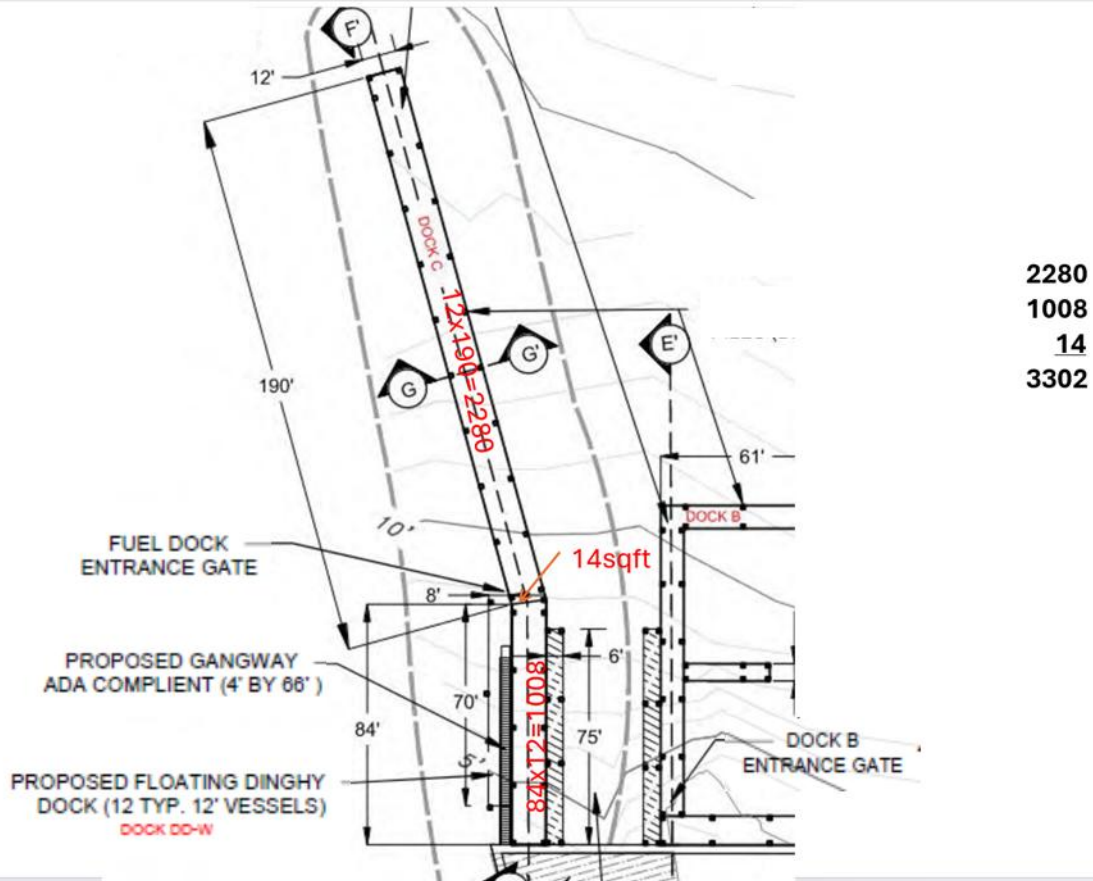 F'
12'
DOCK C
2280
1008
14
3302
12x190=2280
E'
G'
G
190'
61'
DOCK B
10'
FUEL DOCK
ENTRANCE GATE
14sqft
8'
6'
PROPOSED GANGWAY
ADA COMPLIENT (4' BY 66' )
70'
84'
84x12=1008
75'
5'
DOCK B
ENTRANCE GATE
PROPOSED FLOATING DINGHY
DOCK (12 TYP. 12' VESSELS)
DOCK DD-W